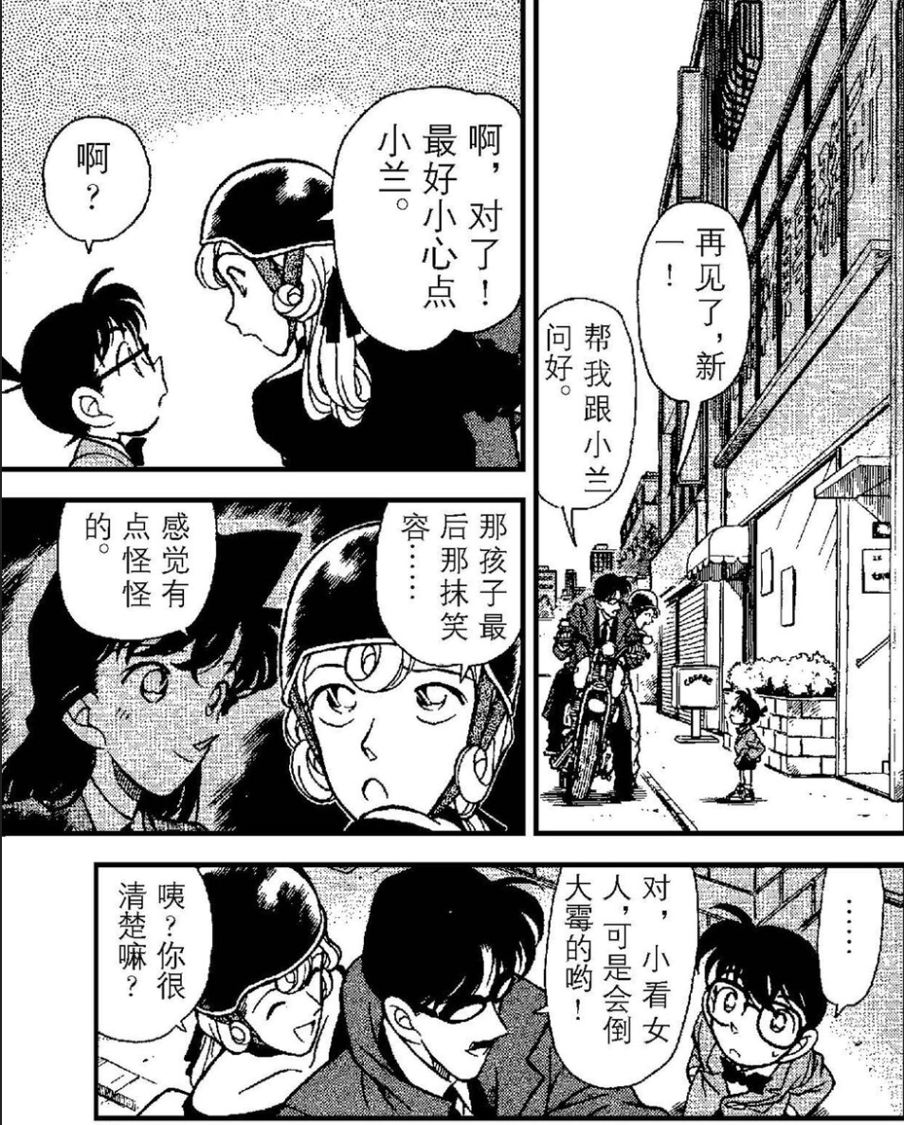 再见了，新
一！
帮我跟小兰
问好。
COFFEE
啊，对了！
最好小心点
小兰。
啊？
那孩子最
后那抹笑
容……
感觉有
点怪怪
的。
……
对，小看女
人，可是会倒
大霉的哟！
咦？你很
清楚嘛？